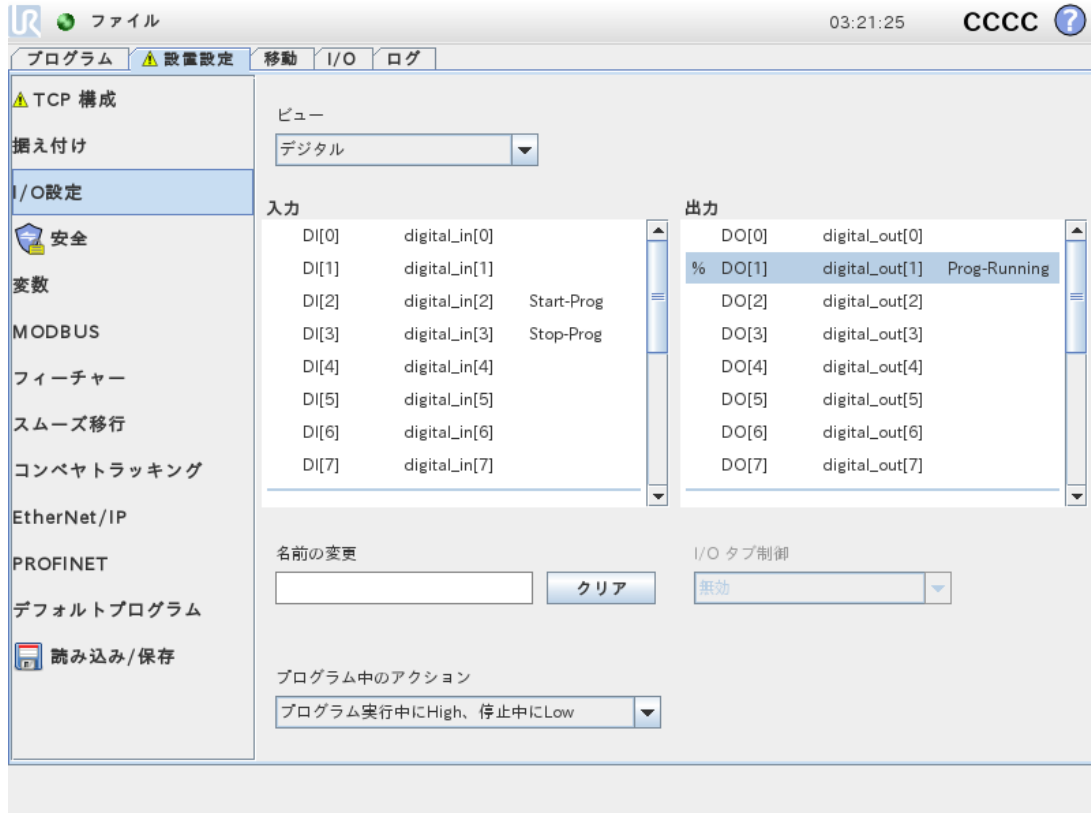 UR ファイル 03:21:25 CCCC ?
プログラム 設置設定 移動 I/O ログ
TCP 構成
据え付け
I/O設定
安全
変数
MODBUS
フィーチャー
スムーズ移行
コンベヤトラッキング
EtherNet/IP
PROFINET
デフォルトプログラム
読み込み/保存
ビュー
デジタル
入力
DI[0] digital_in[0]
DI[1] digital_in[1]
DI[2] digital_in[2] Start-Prog
DI[3] digital_in[3] Stop-Prog
DI[4] digital_in[4]
DI[5] digital_in[5]
DI[6] digital_in[6]
DI[7] digital_in[7]
出力
DO[0] digital_out[0]
% DO[1] digital_out[1] Prog-Running
DO[2] digital_out[2]
DO[3] digital_out[3]
DO[4] digital_out[4]
DO[5] digital_out[5]
DO[6] digital_out[6]
DO[7] digital_out[7]
名前の変更
クリア
I/O タブ制御
無効
プログラム中のアクション
プログラム実行中にHigh、停止中にLow